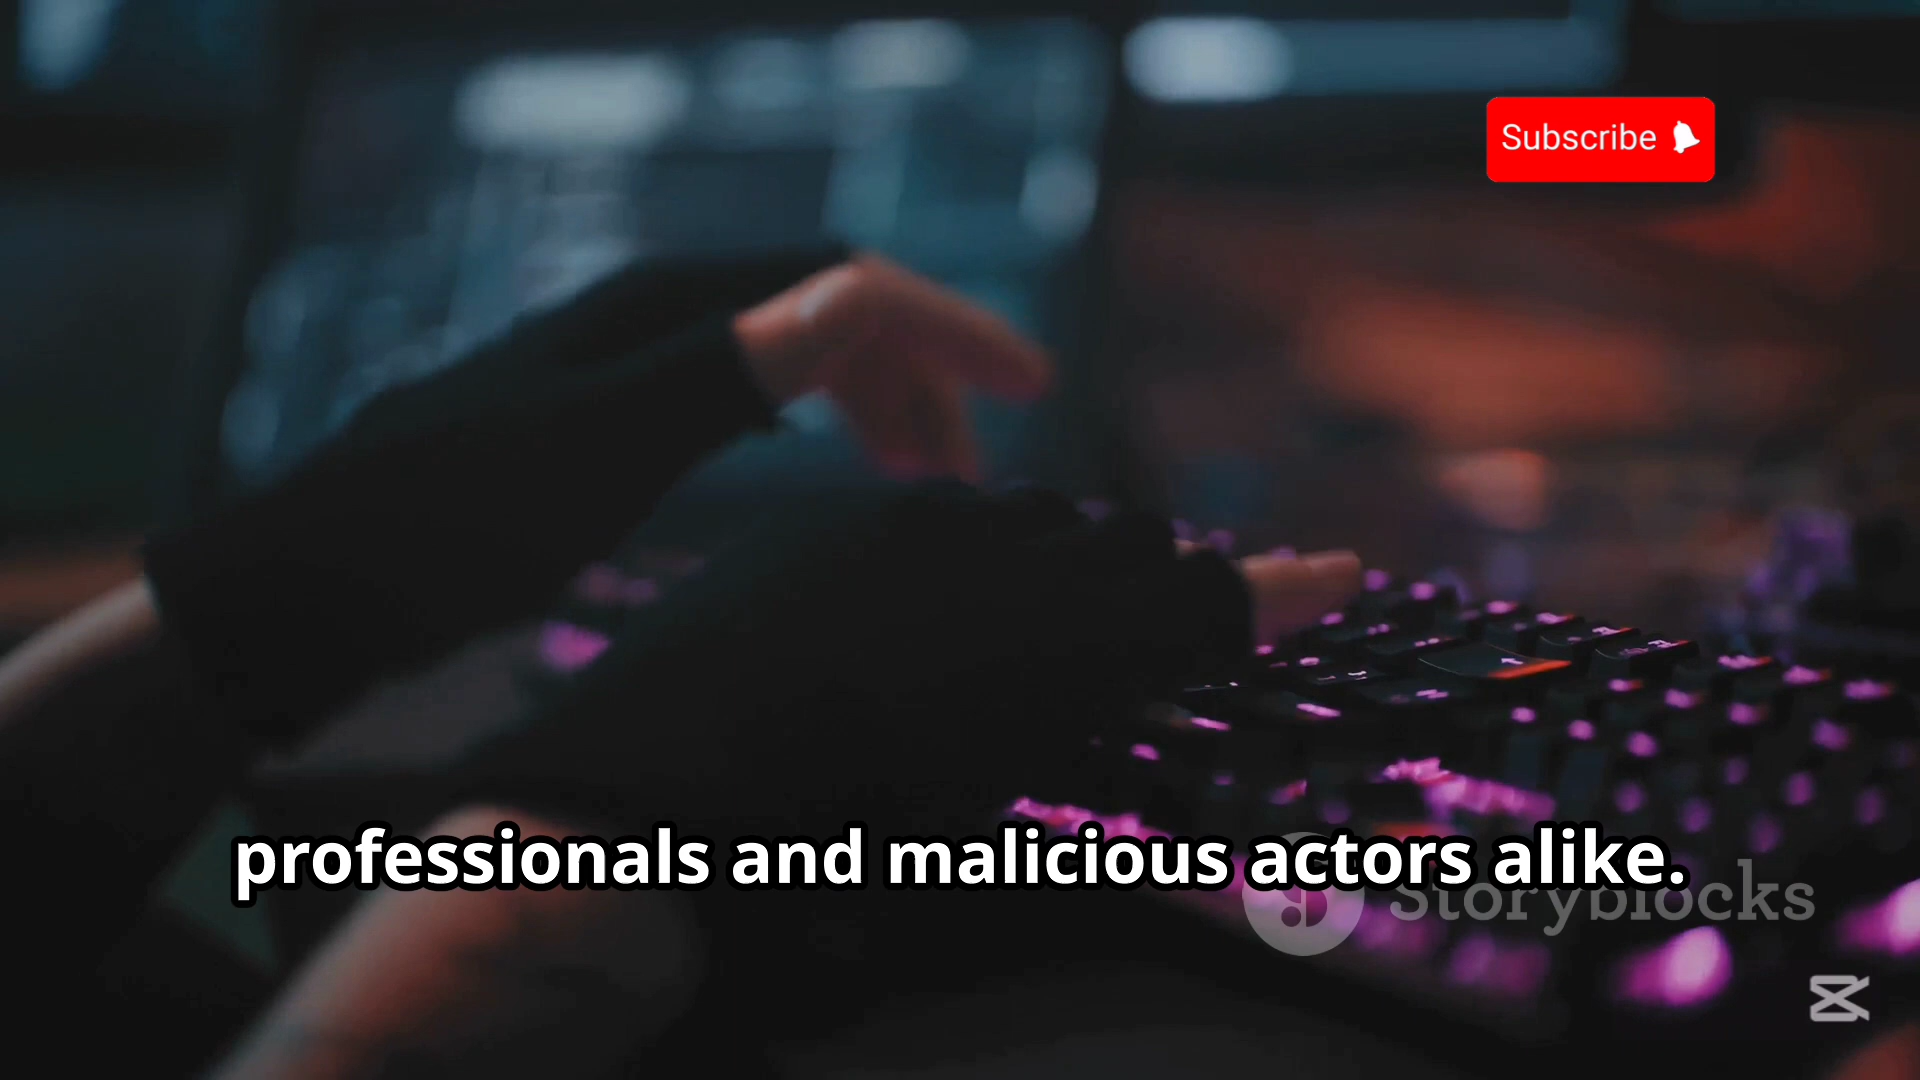 Subscribe
professionals and malicious actors alike.
Storyblocks